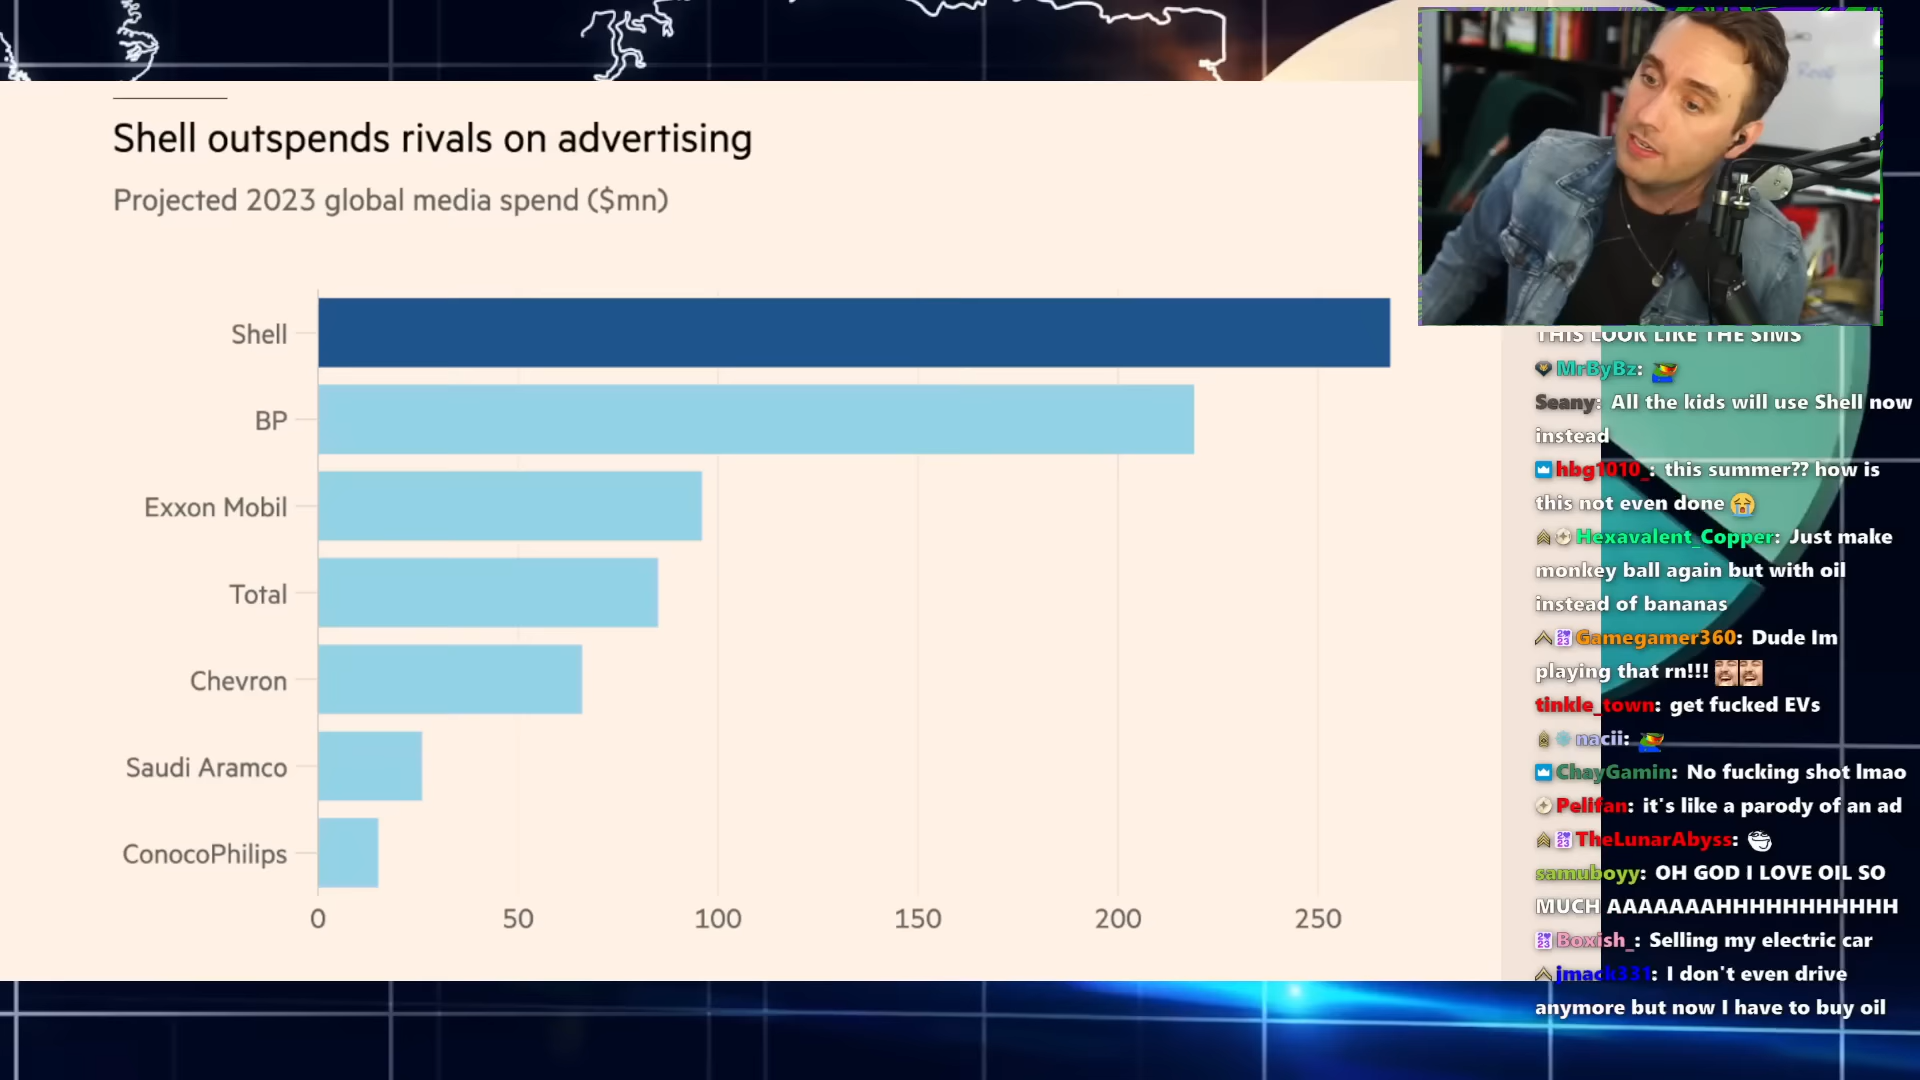 Shell outspends rivals on advertising
Projected 2023 global media spend ($mn)
Shell
BP
Exxon Mobil
Total
Chevron
Saudi Aramco
ConocoPhilips
0 50 100 150 200 250
THIS LOOK LIKE THE SIMS
MrByBz:
Seany: All the kids will use Shell now
instead
hbg1010_: this summer?? how is
this not even done
Hexavalent_Copper: Just make
monkey ball again but with oil
instead of bananas
Gamegamer360: Dude Im
playing that rn!!!
tinkle_town: get fucked EVs
nacii:
ChayGamin: No fucking shot lmao
Pelifan: it's like a parody of an ad
TheLunarAbyss:
samuboyy: OH GOD I LOVE OIL SO
MUCH AAAAAAAHHHHHHHHHHH
Boxish_: Selling my electric car
jmack331: I don't even drive
anymore but now I have to buy oil